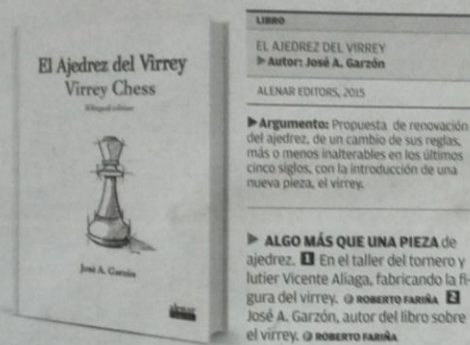 El Ajedrez del Virrey
Virrey Chess
Bilingual edition
José A. Garzón
alenar
LIBRO
EL AJEDREZ DEL VIRREY
▶ Autor: José A. Garzón
ALENAR EDITORS, 2015
▶ Argumento: Propuesta de renovación
del ajedrez, de un cambio de sus reglas,
más o menos inalterables en los últimos
cinco siglos, con la introducción de una
nueva pieza, el virrey.
▶ ALGO MÁS QUE UNA PIEZA de
ajedrez. 1 En el taller del tornero y
lutier Vicente Aliaga, fabricando la fi-
gura del virrey. ROBERTO FARIÑA 2
José A. Garzón, autor del libro sobre
el virrey. ROBERTO FARIÑA